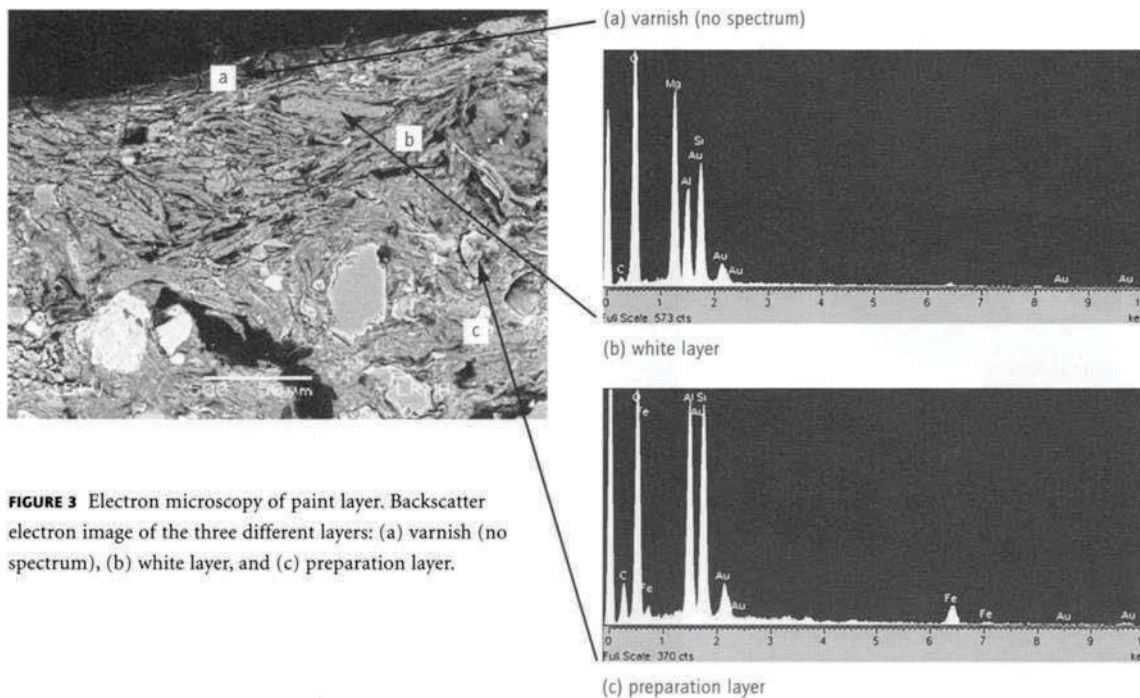 (a) varnish (no spectrum)
a
b
c
O
Mg
Si
Au
Al
C
Au
Au
Au
Au
0 1 2 3 4 5 6 7 8 9
Full Scale 573 cts
(b) white layer
O
Fe
Al Si
Au
C
Fe
Au
Au
Fe
Fe
Au
Au
0 1 2 3 4 5 6 7 8 9
Full Scale 370 cts
(c) preparation layer
FIGURE 3 Electron microscopy of paint layer. Backscatter
electron image of the three different layers: (a) varnish (no
spectrum), (b) white layer, and (c) preparation layer.